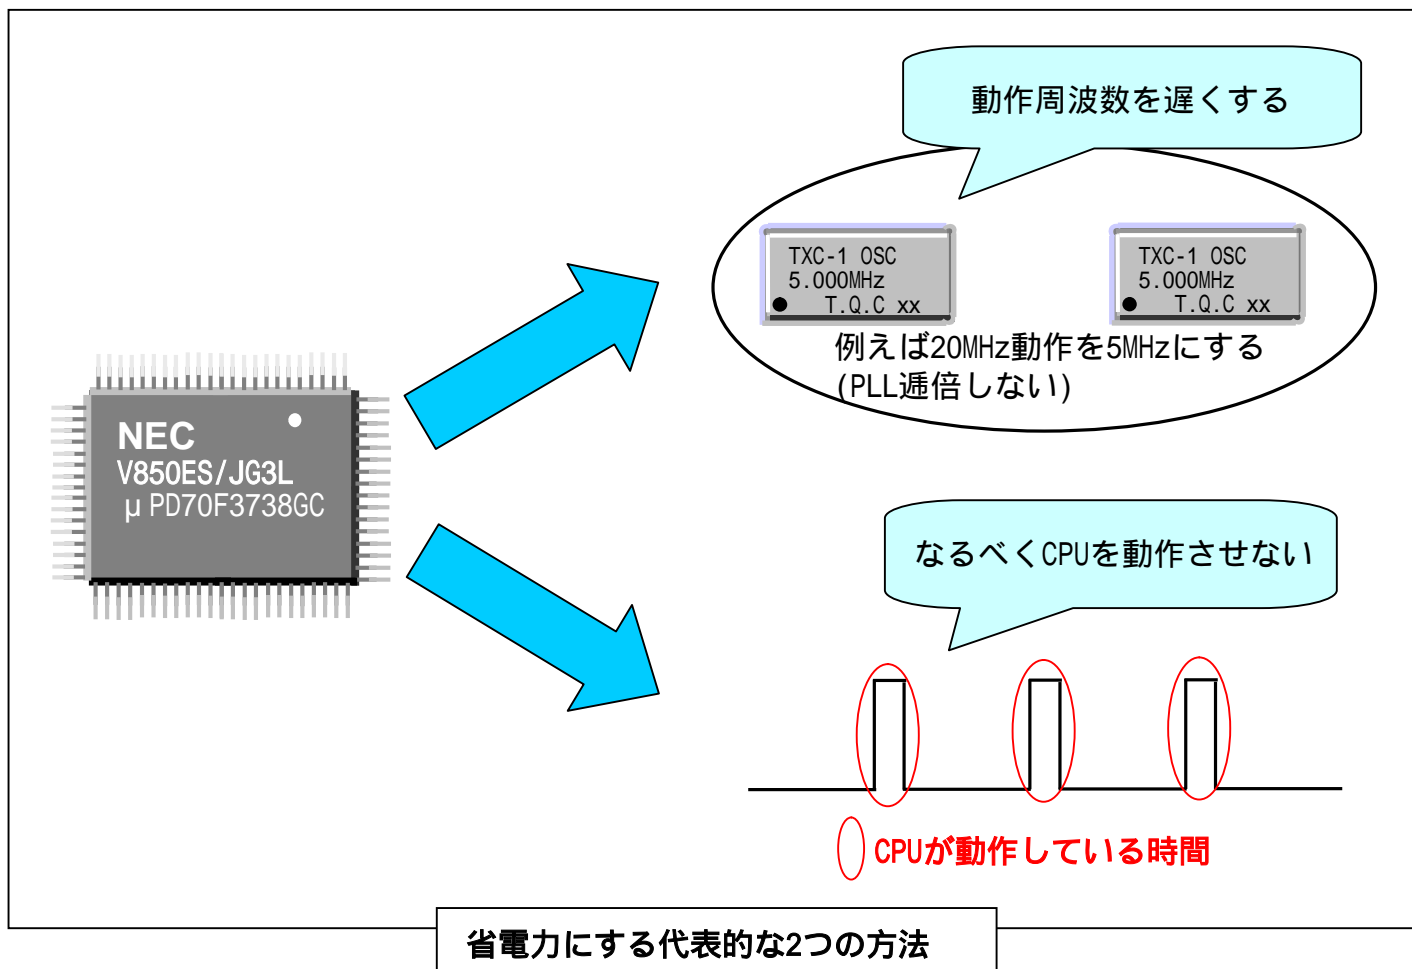 動作周波数を遅くする
TXC-1 OSC
5.000MHz
T.Q.C xx
TXC-1 OSC
5.000MHz
T.Q.C xx
例えば20MHz動作を5MHzにする
(PLL逓倍しない)
NEC
V850ES/JG3L
μPD70F3738GC
なるべくCPUを動作させない
CPUが動作している時間
省電力にする代表的な2つの方法